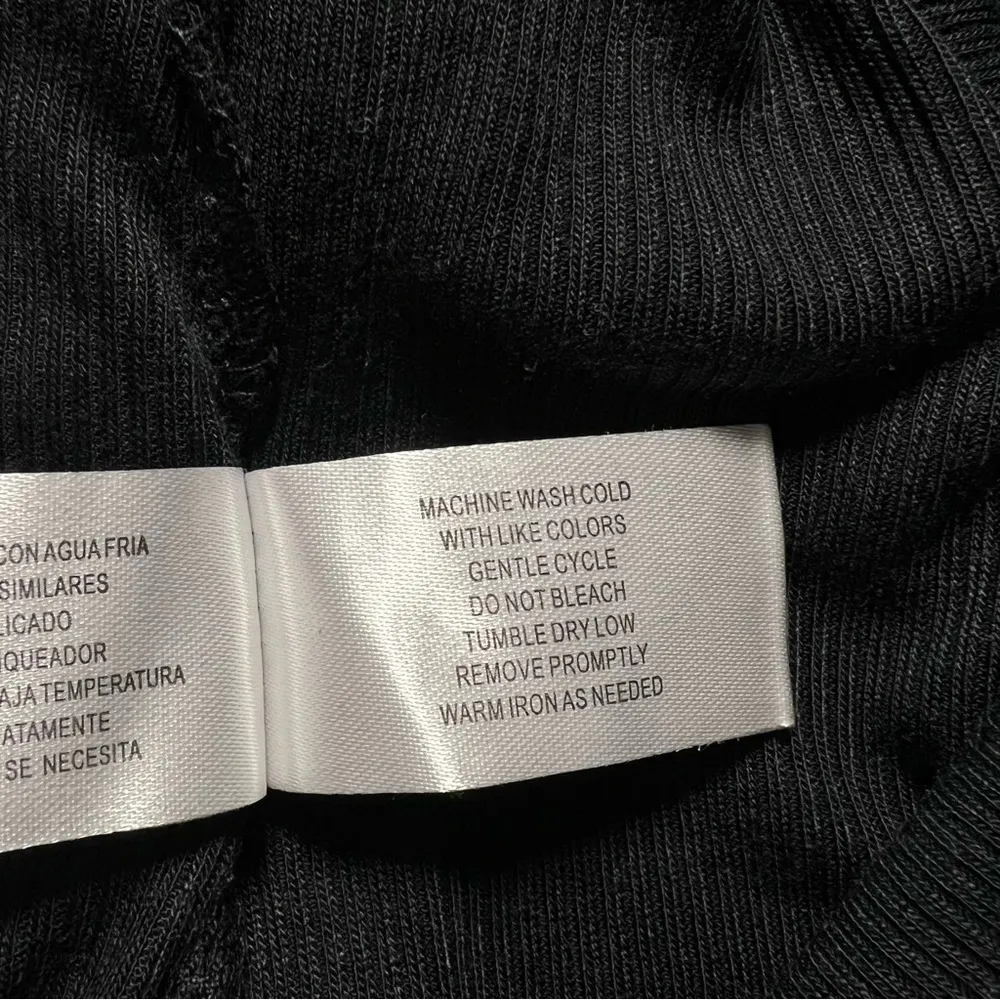 CON AGUA FRIA
SIMILARES
LICADO
IQUEADOR
AJA TEMPERATURA
ATAMENTE
SE NECESITA
MACHINE WASH COLD
WITH LIKE COLORS
GENTLE CYCLE
DO NOT BLEACH
TUMBLE DRY LOW
REMOVE PROMPTLY
WARM IRON AS NEEDED